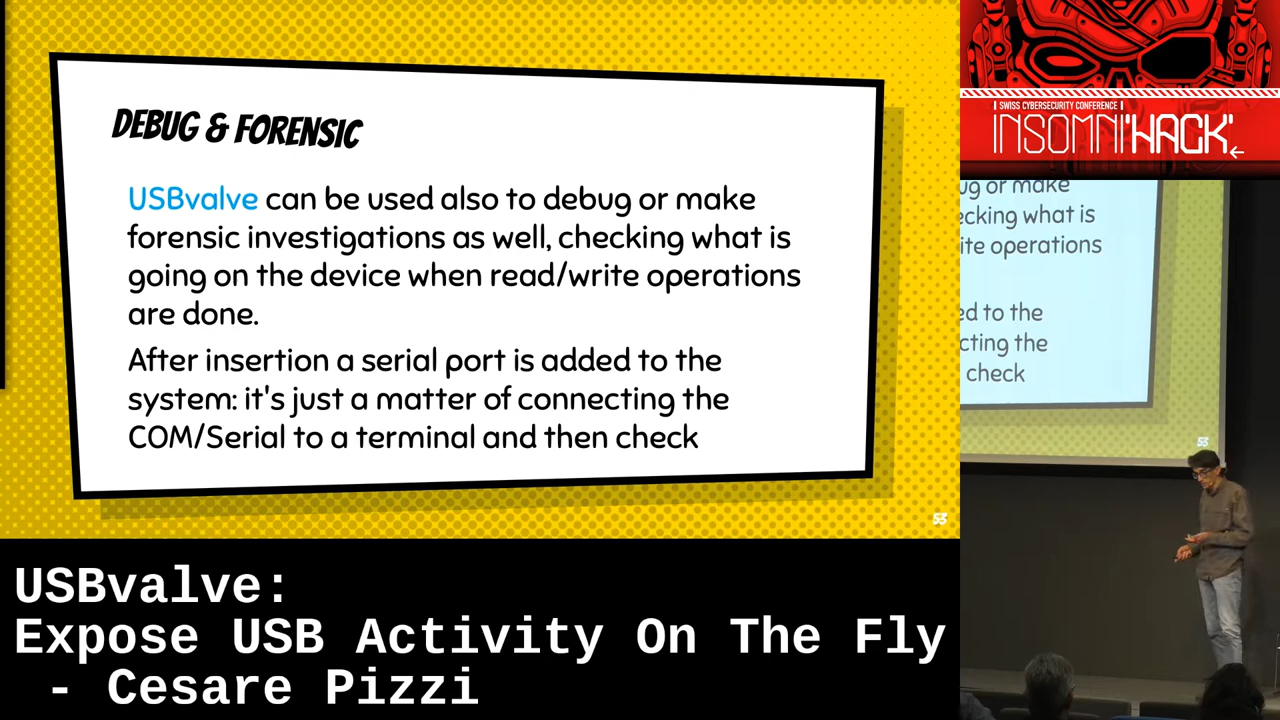 DEBUG & FORENSIC
USBvalve can be used also to debug or make
forensic investigations as well, checking what is
going on the device when read/write operations
are done.
After insertion a serial port is added to the
system: it's just a matter of connecting the
COM/Serial to a terminal and then check
53
SWISS CYBERSECURITY CONFERENCE
INSOMNI'HACK'
ug or make
ecking what is
ite operations
ed to the
cting the
check
53
USBvalve:
Expose USB Activity On The Fly
- Cesare Pizzi